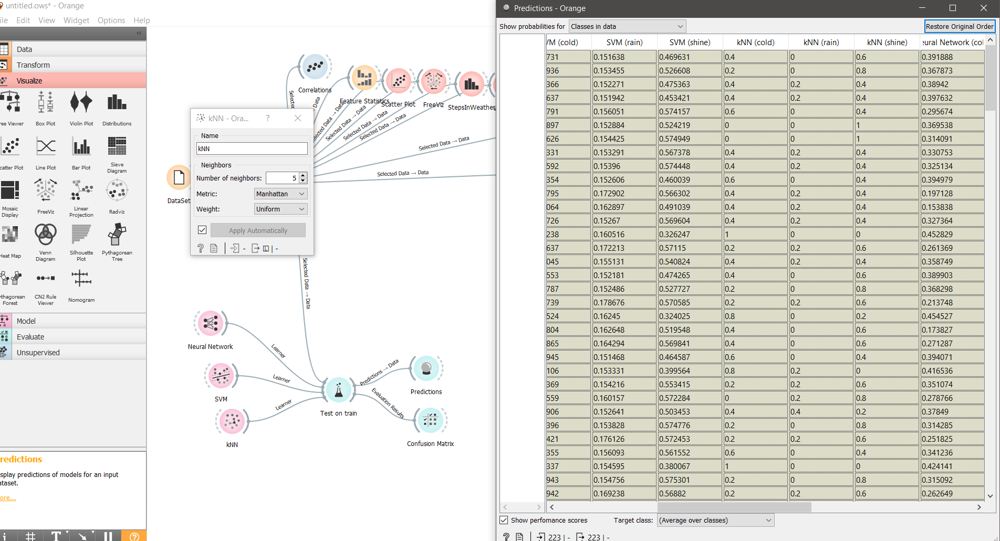 untitled.ows* - Orange
ile Edit View Widget Options Help
Data
Transform
Visualize
ree Viewer Box Plot Violin Plot Distributions
catter Plot Line Plot Bar Plot Sieve Diagram
Mosaic Display FreeViz Linear Projection Radviz
Heat Map Venn Diagram Silhouette Plot Pythagorean Tree
ythagorean Forest CN2 Rule Viewer Nomogram
Model
Evaluate
Unsupervised
redictions
isplay predictions of models for an input
ataset.
ore...
Correlations
Feature Statistics
Scatter Plot
FreeViz
StepsInWeather
Selected Data → Data
Selected Data → Data
Selected Data → Data
DataSet
kNN - Ora... ?
Name
kNN
Neighbors
Number of neighbors: 5
Metric: Manhattan
Weight: Uniform
Apply Automatically
? - | -
Selected Data → Data
Neural Network
Learner
SVM
Learner
kNN
Learner
Test on train
Predictions → Data
Predictions
Evaluation Results
Confusion Matrix
Predictions - Orange
Show probabilities for Classes in data Restore Original Order
VM (cold) SVM (rain) SVM (shine) kNN (cold) kNN (rain) kNN (shine) eural Network (col
731 0.151638 0.469631 0.4 0 0.6 0.391888
936 0.153455 0.526608 0.2 0 0.8 0.367873
366 0.152271 0.475363 0.4 0.2 0.4 0.38942
637 0.151942 0.453421 0.4 0.2 0.4 0.397632
791 0.156051 0.574157 0.6 0 0.4 0.295674
897 0.152884 0.524219 0 0 1 0.369538
626 0.154425 0.574949 0 0 1 0.314091
331 0.153291 0.567378 0.4 0.2 0.4 0.330753
592 0.15396 0.574448 0.4 0.2 0.4 0.325134
354 0.152606 0.460039 0.6 0 0.4 0.394979
795 0.172902 0.566302 0.4 0.2 0.4 0.197128
064 0.162897 0.491039 0.4 0.2 0.4 0.153838
726 0.15267 0.569604 0.4 0.2 0.4 0.327364
238 0.160516 0.326247 1 0 0 0.452829
637 0.172213 0.57115 0.2 0.2 0.6 0.261369
045 0.155131 0.540824 0.4 0.2 0.4 0.358749
553 0.152181 0.474265 0.4 0 0.6 0.389903
787 0.152486 0.527727 0.2 0 0.8 0.368298
739 0.178676 0.570585 0.2 0.2 0.6 0.213748
524 0.16245 0.324025 0.8 0 0.2 0.454527
804 0.162648 0.519548 0.4 0 0.6 0.173827
865 0.164294 0.569841 0.4 0 0.6 0.271287
945 0.151468 0.464587 0.6 0 0.4 0.394071
106 0.153331 0.399564 0.8 0.2 0 0.416536
369 0.154216 0.553415 0.2 0.2 0.6 0.351074
559 0.160157 0.572284 0 0.2 0.8 0.278766
906 0.152641 0.503453 0.4 0.4 0.2 0.37849
396 0.153828 0.574776 0.2 0 0.8 0.314285
421 0.176126 0.572453 0.2 0.2 0.6 0.251825
355 0.156093 0.561552 0.6 0 0.4 0.341236
337 0.154595 0.380067 1 0 0 0.424141
943 0.154756 0.575301 0.2 0 0.8 0.315092
942 0.169238 0.56882 0.2 0.2 0.6 0.262649
Show perfomance scores Target class: (Average over classes)
? 223 | - 223 | -